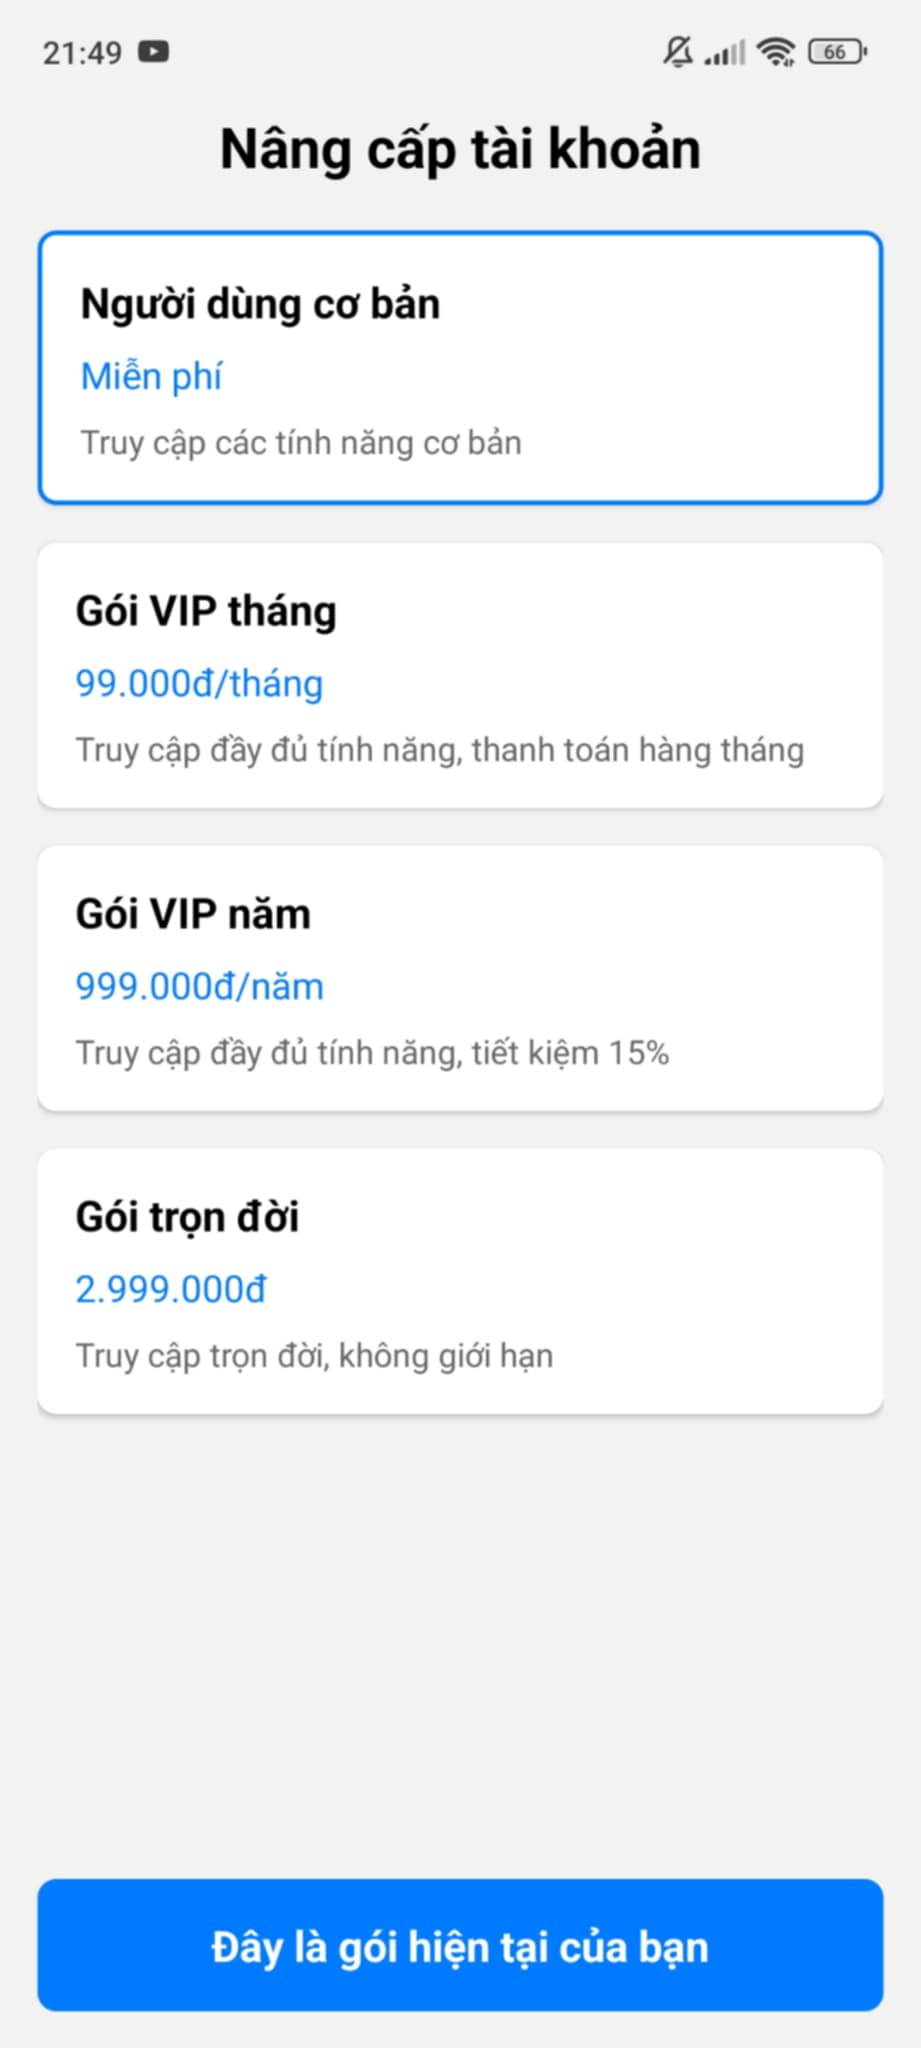 21:49
66
Nâng cấp tài khoản
Người dùng cơ bản
Miễn phí
Truy cập các tính năng cơ bản
Gói VIP tháng
99.000đ/tháng
Truy cập đầy đủ tính năng, thanh toán hàng tháng
Gói VIP năm
999.000đ/năm
Truy cập đầy đủ tính năng, tiết kiệm 15%
Gói trọn đời
2.999.000đ
Truy cập trọn đời, không giới hạn
Đây là gói hiện tại của bạn